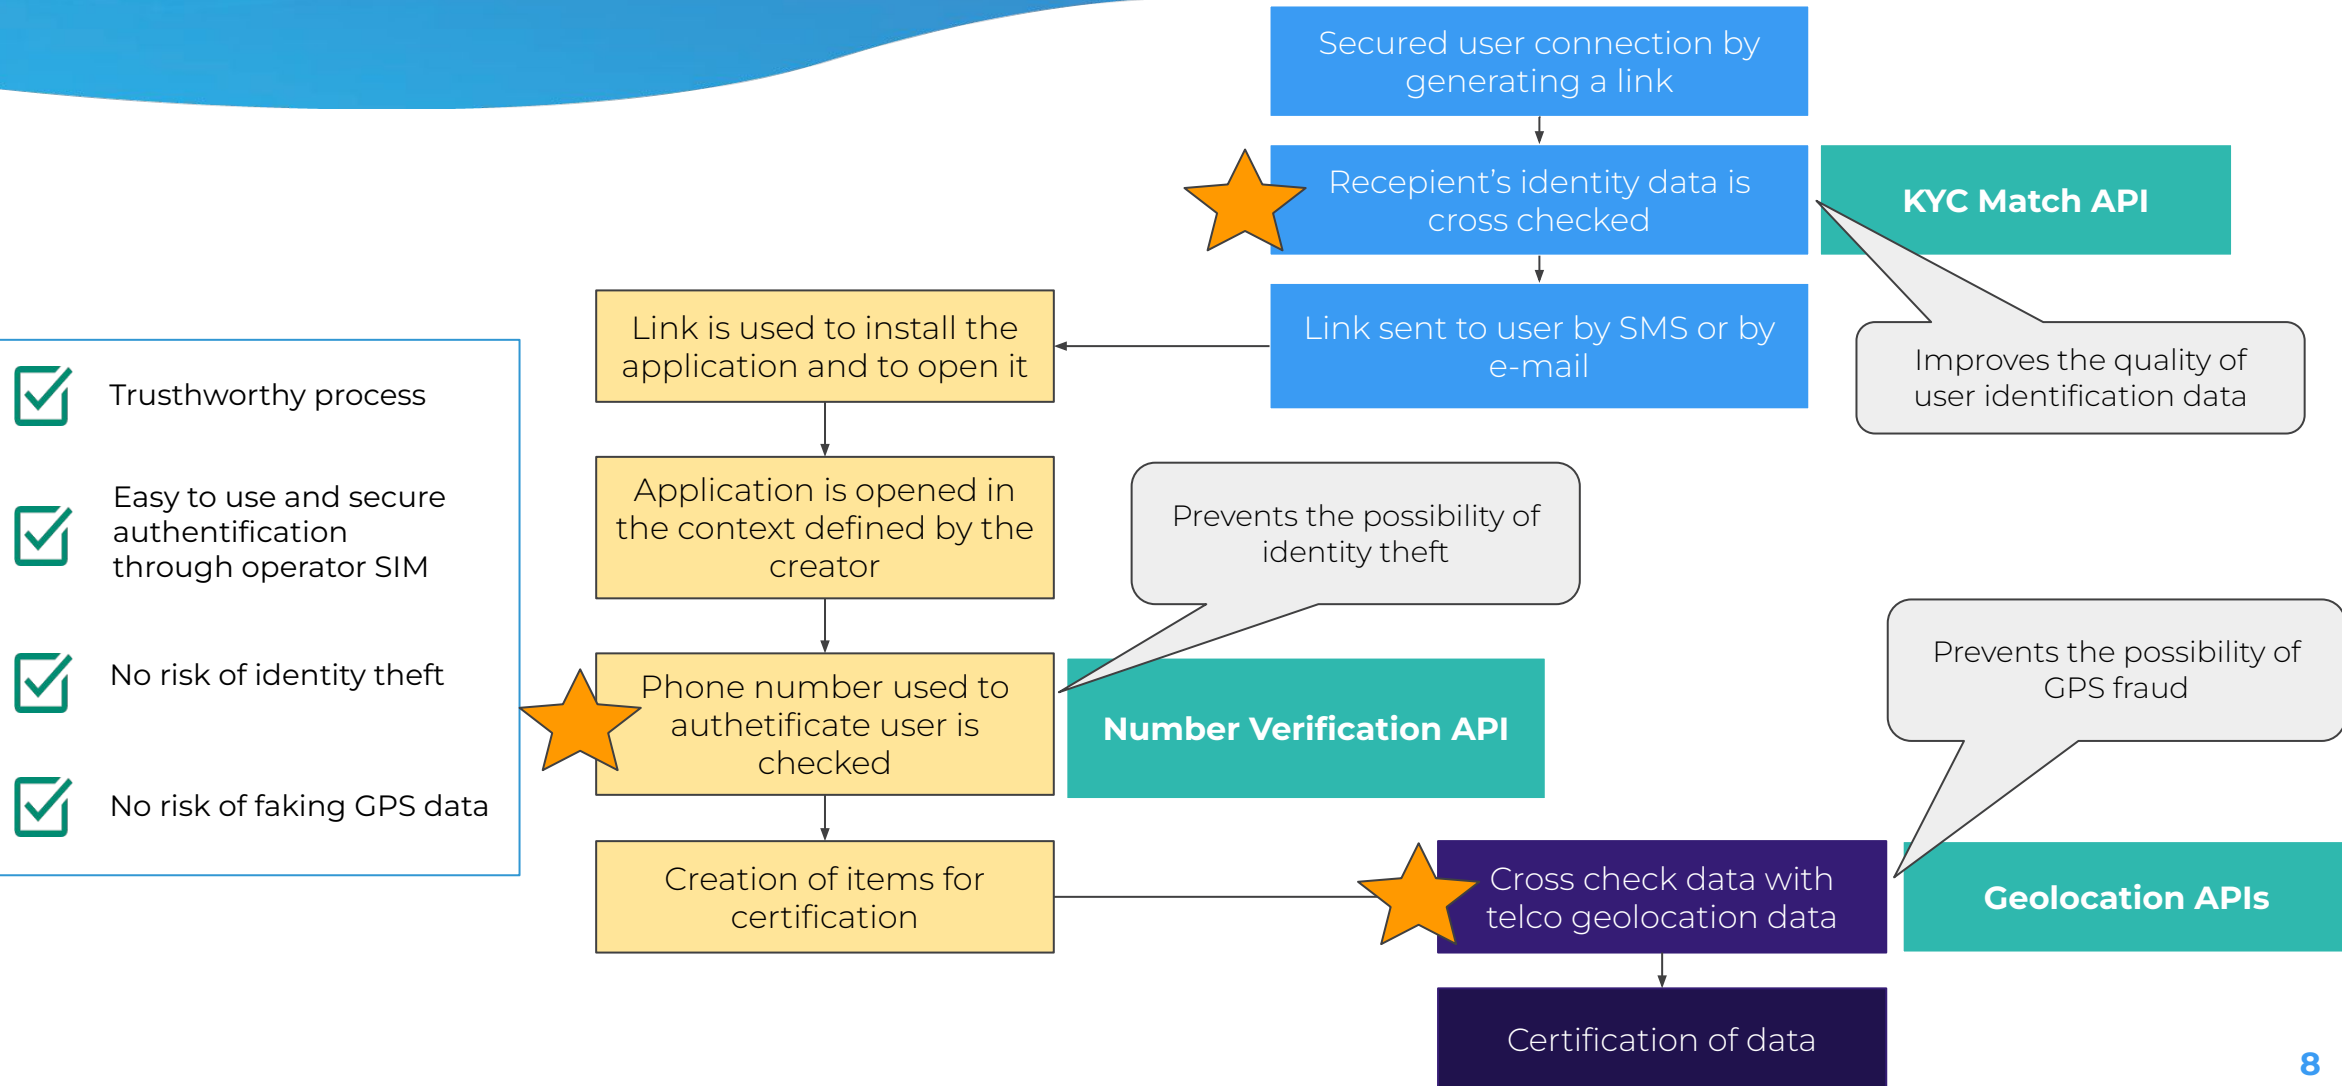 Secured user connection by
generating a link
Recepient's identity data is
cross checked
KYC Match API
Link sent to user by SMS or by
e-mail
Improves the quality of
user identification data
Link is used to install the
application and to open it
Application is opened in
the context defined by the
creator
Prevents the possibility of
identity theft
Phone number used to
authetificate user is
checked
Number Verification API
Creation of items for
certification
Prevents the possibility of
GPS fraud
Cross check data with
telco geolocation data
Geolocation APIs
Certification of data
Trusthworthy process
Easy to use and secure
authentification
through operator SIM
No risk of identity theft
No risk of faking GPS data
8